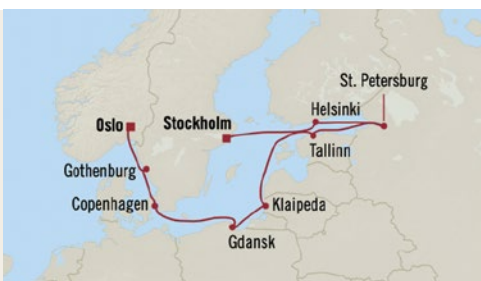 St. Petersburg
Helsinki
Oslo
Stockholm
Tallinn
Gothenburg
Copenhagen
Klaipeda
Gdansk